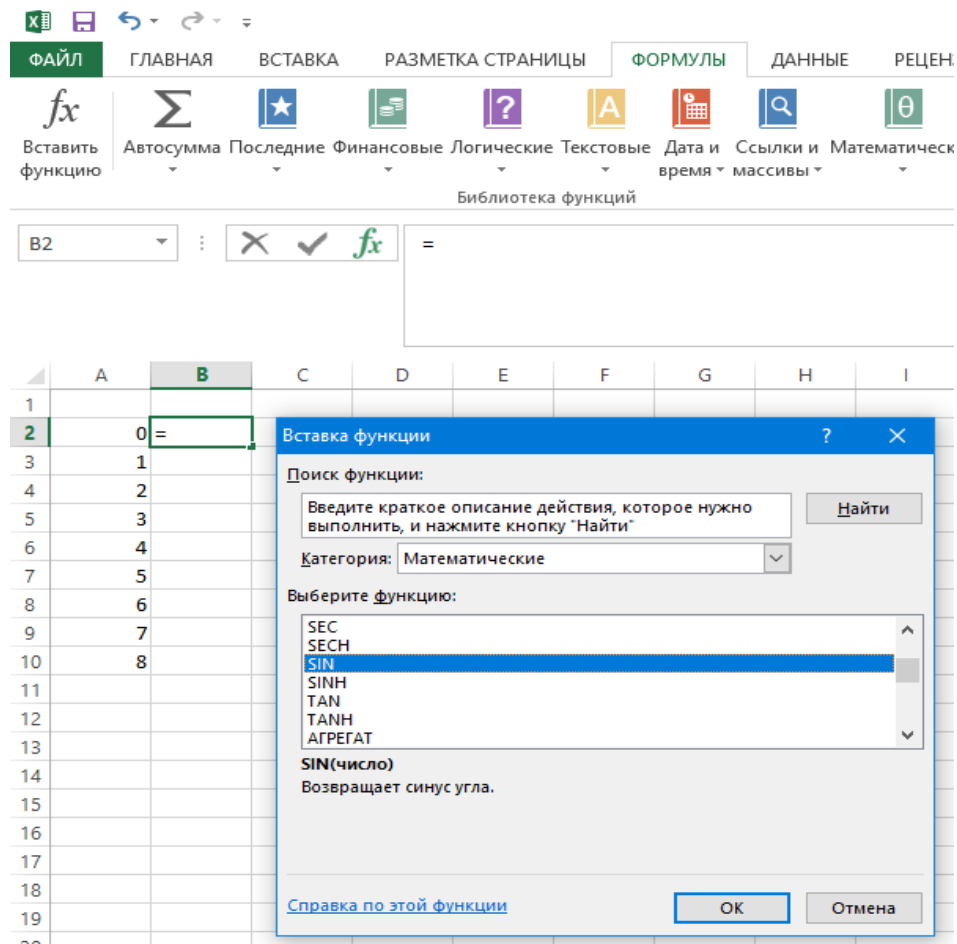 ФАЙЛ ГЛАВНАЯ ВСТАВКА РАЗМЕТКА СТРАНИЦЫ ФОРМУЛЫ ДАННЫЕ РЕЦЕН
fx
Вставить Автосумма Последние Финансовые Логические Текстовые Дата и Ссылки и Математическ
функцию время массивы
Библиотека функций
B2 fx =
A B C D E F G H I
1
2 0 =
3 1
4 2
5 3
6 4
7 5
8 6
9 7
10 8
11
12
13
14
15
16
17
18
19
20
Вставка функции ?
Поиск функции:
Введите краткое описание действия, которое нужно
выполнить, и нажмите кнопку "Найти"
Найти
Категория: Математические
Выберите функцию:
SEC
SECH
SIN
SINH
TAN
TANH
АГРЕГАТ
SIN(число)
Возвращает синус угла.
Справка по этой функции ОК Отмена